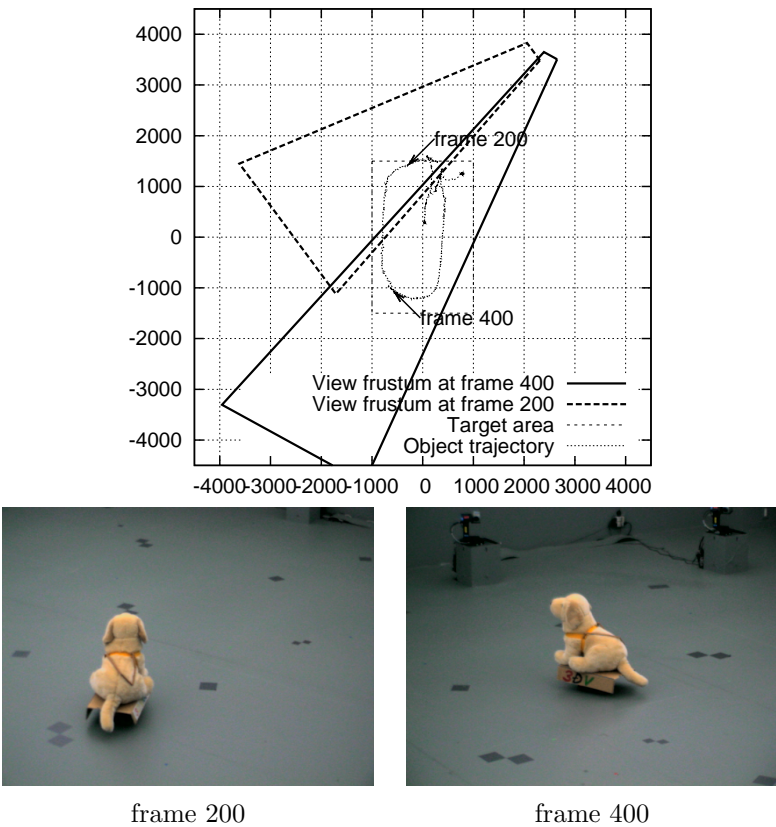 4000
3000
2000
1000
0
-1000
-2000
-3000
-4000
frame 200
frame 400
View frustum at frame 400
View frustum at frame 200
Target area
Object trajectory
-4000 -3000 -2000 -1000 0 1000 2000 3000 4000
3DV
frame 200 frame 400